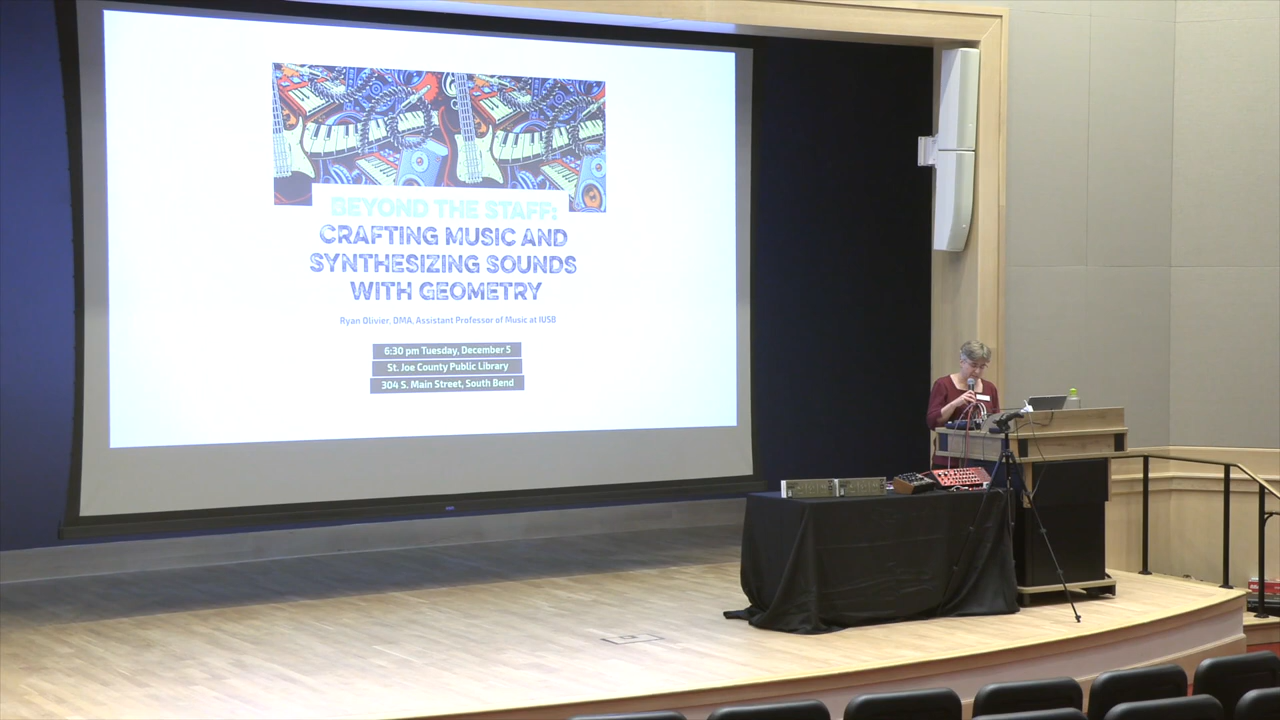 BEYOND THE STAFF:
CRAFTING MUSIC AND
SYNTHESIZING SOUNDS
WITH GEOMETRY
Ryan Olivier, DMA, Assistant Professor of Music at IUSB
6:30 pm Tuesday, December 5
St. Joe County Public Library
304 S. Main Street, South Bend